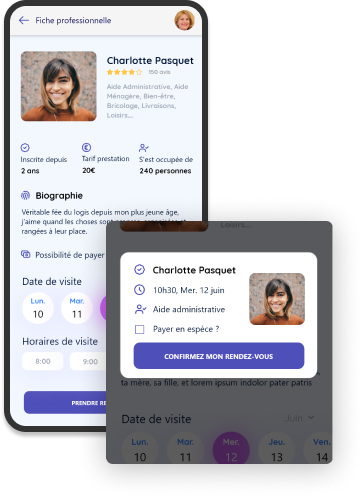 Fiche professionelle
Charlotte Pasquet
150 avis
Aide Administrative, Aide
Ménagère, Bien-être,
Bricolage, Livraisons,
Loisirs...
Inscrite depuis
2 ans
Tarif prestation
20€
S'est occupée de
240 personnes
Biographie
Véritable fée du logis depuis mon plus jeune âge,
j'aime quand les choses sont
rangées à leur place.
Possibilité de payer
Date de visite
Lun.
10
Mar.
11
Horaires de visite
8:00
9:00
PRENDRE RE
Loisirs...
Charlotte Pasquet
10h30, Mer. 12 juin
Aide administrative
Payer en espèce ?
CONFIRMEZ MON RENDEZ-VOUS
ta mère, sa fille, et lorem ipsum indolor pater patris
Date de visite
Juin
Lun.
10
Mar.
11
Mer.
12
Jeu.
13
Ven.
14